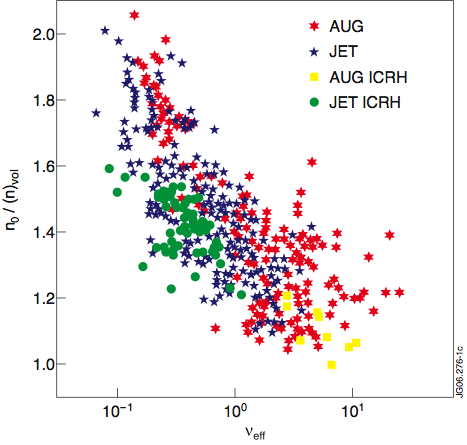 2.0
1.8
1.6
1.4
1.2
1.0
n₀ / ⟨n⟩vol
AUG
JET
AUG ICRH
JET ICRH
10⁻¹
10⁰
10¹
νeff
JG06.276-1c